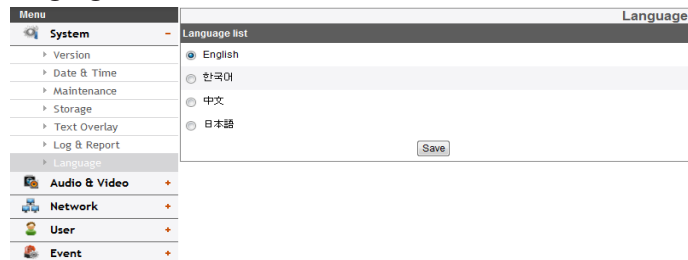 Menu
System
Version
Date & Time
Maintenance
Storage
Text Overlay
Log & Report
Language
Audio & Video
Network
User
Event
Language
Language list
English
한국어
中文
日本語
Save